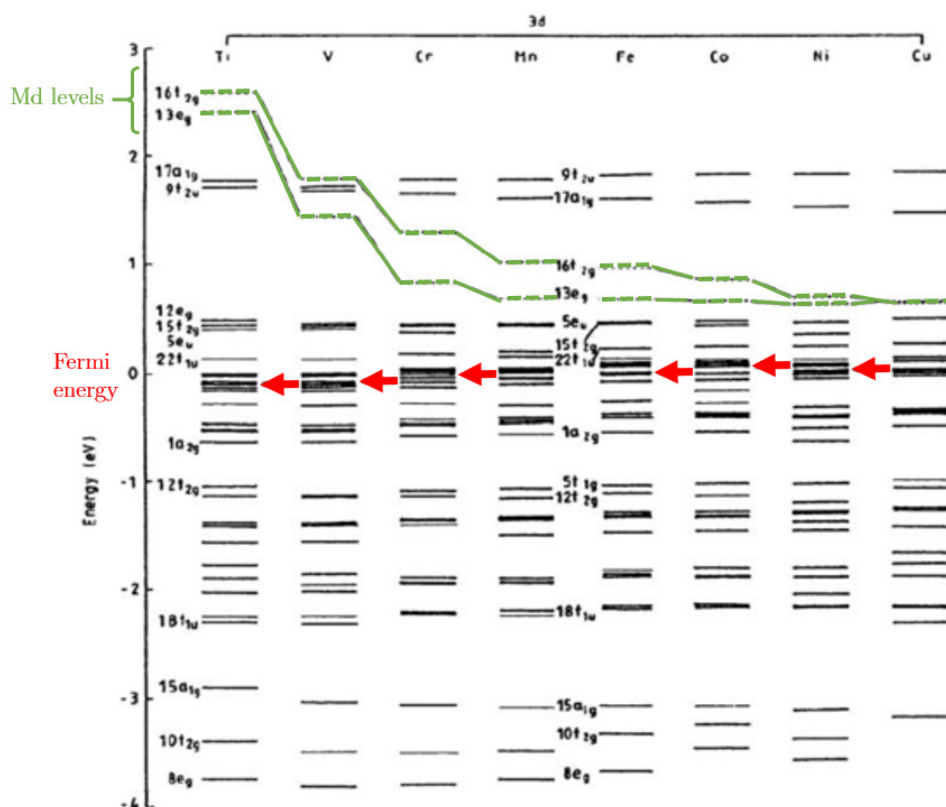 3d
Ti V Cr Mn Fe Co Ni Cu
3
Md levels
16t2g
13eg
2
17a1g
9t2u
9t2u
17a1g
1
16t2g
13eg
12eg
15t2g
5eu
22t1u
5eu
15t2g
22t1u
Fermi
energy
0
1a2g
1a2g
Energy (eV)
-1
12t2g
5t1g
12t2g
-2
18t1u
18t1u
15a1g
-3
15a1g
10t2g
10t2g
8eg
8eg
-4